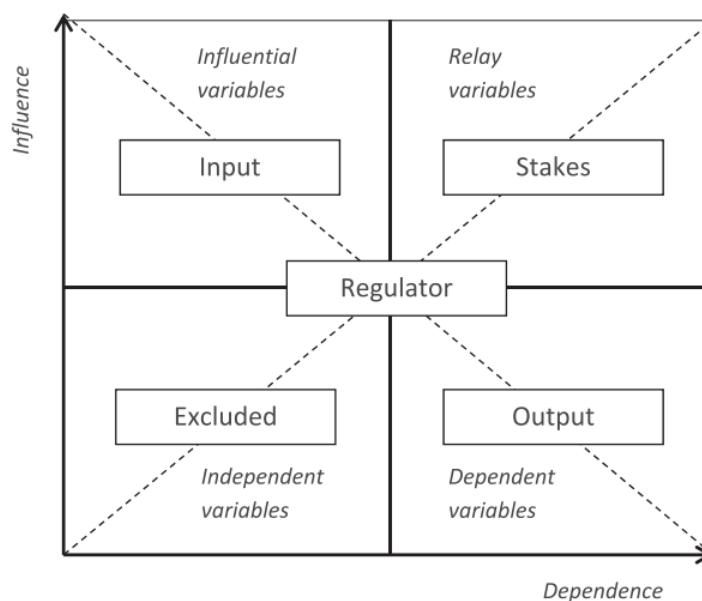 Influence
Influential
variables
Relay
variables
Input
Stakes
Regulator
Excluded
Output
Independent
variables
Dependent
variables
Dependence